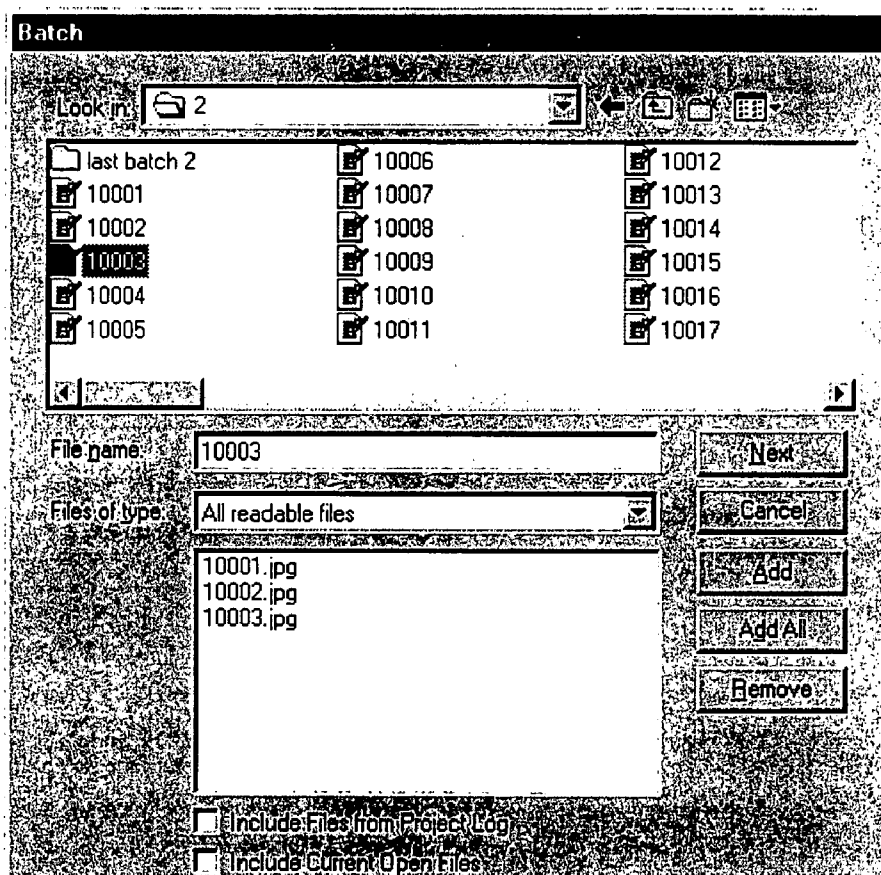 Batch
Look in: 2
last batch 2
10001
10002
10003
10004
10005
10006
10007
10008
10009
10010
10011
10012
10013
10014
10015
10016
10017
File name: 10003
Next
Files of type: All readable files
Cancel
10001.jpg
10002.jpg
10003.jpg
Add
Add All
Remove
Include Files from Project Log
Include Current Open Files